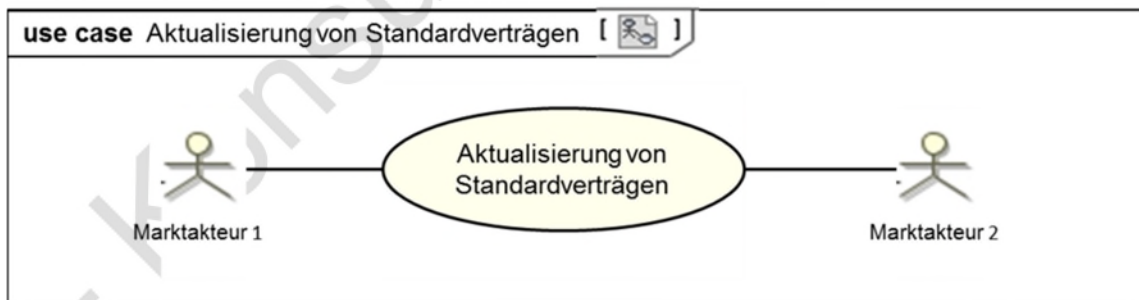 use case Aktualisierung von Standardverträgen [ ]
Aktualisierung von
Standardverträgen
Marktakteur 1
Marktakteur 2